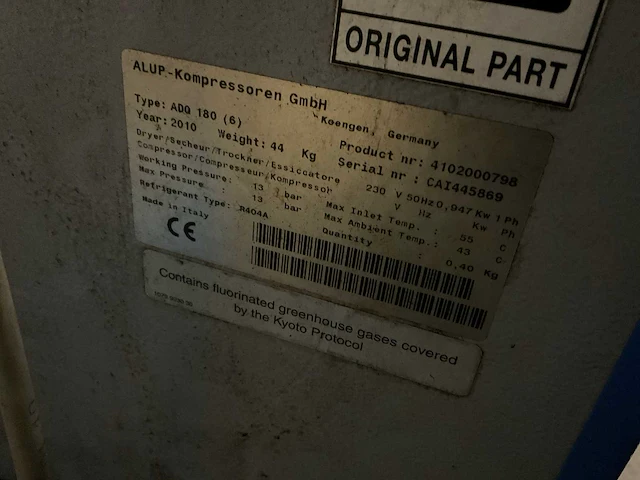 ORIGINAL PART
ALUP-Kompressoren GmbH
Koengen, Germany
Type: ADQ 180 (6)
Product nr: 4102000798
Year: 2010 Weight: 44 Kg Serial nr : CAI445869
Dryer/Secheur/Trockner/Essiccatore 230 V 50Hz 0,947 Kw 1 Ph
Compressor/Compresseur/Kompressor V Hz Kw Ph
Working Pressure: 13 bar Max Inlet Temp. : 55 C
Max Pressure : 13 bar Max Ambient Temp.: 43 C
Refrigerant Type: R404A Quantity : 0,40 Kg
Made in Italy
CE
Contains fluorinated greenhouse gases covered
by the Kyoto Protocol